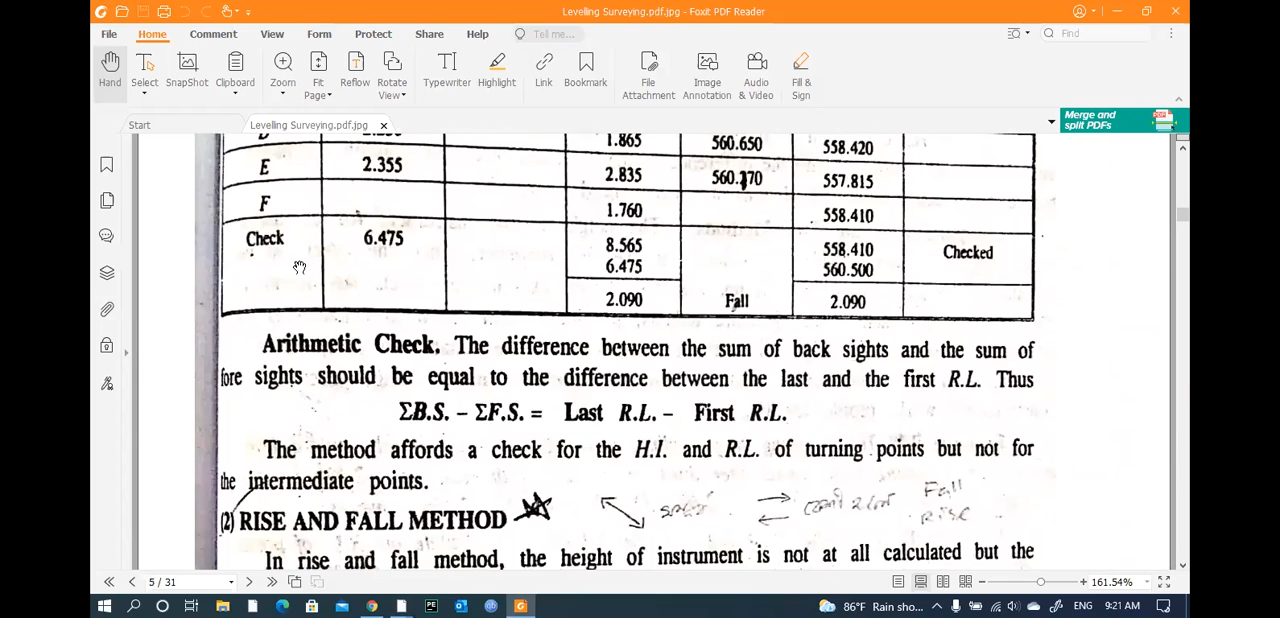 Levelling Surveying.pdf.jpg - Foxit PDF Reader
File Home Comment View Form Protect Share Help Tell me... Find
Hand Select SnapShot Clipboard Zoom Fit Page Reflow Rotate View Typewriter Highlight Link Bookmark File Attachment Image Annotation Audio & Video Fill & Sign
Start Levelling Surveying.pdf.jpg Merge and split PDFs
1.865 560.650 558.420
E 2.355 2.835 557.815
F 1.760 558.410
Check 6.475 8.565 558.410 Checked
6.475 560.500
2.090 Fall 2.090
Arithmetic Check. The difference between the sum of back sights and the sum of
fore sights should be equal to the difference between the last and the first R.L. Thus
ΣB.S. – ΣF.S. = Last R.L. – First R.L.
The method affords a check for the H.I. and R.L. of turning points but not for
the intermediate points.
(2) RISE AND FALL METHOD
Fall
Rise
In rise and fall method, the height of instrument is not at all calculated but the
5 / 31 161.54%
86°F Rain sho... ENG 9:21 AM